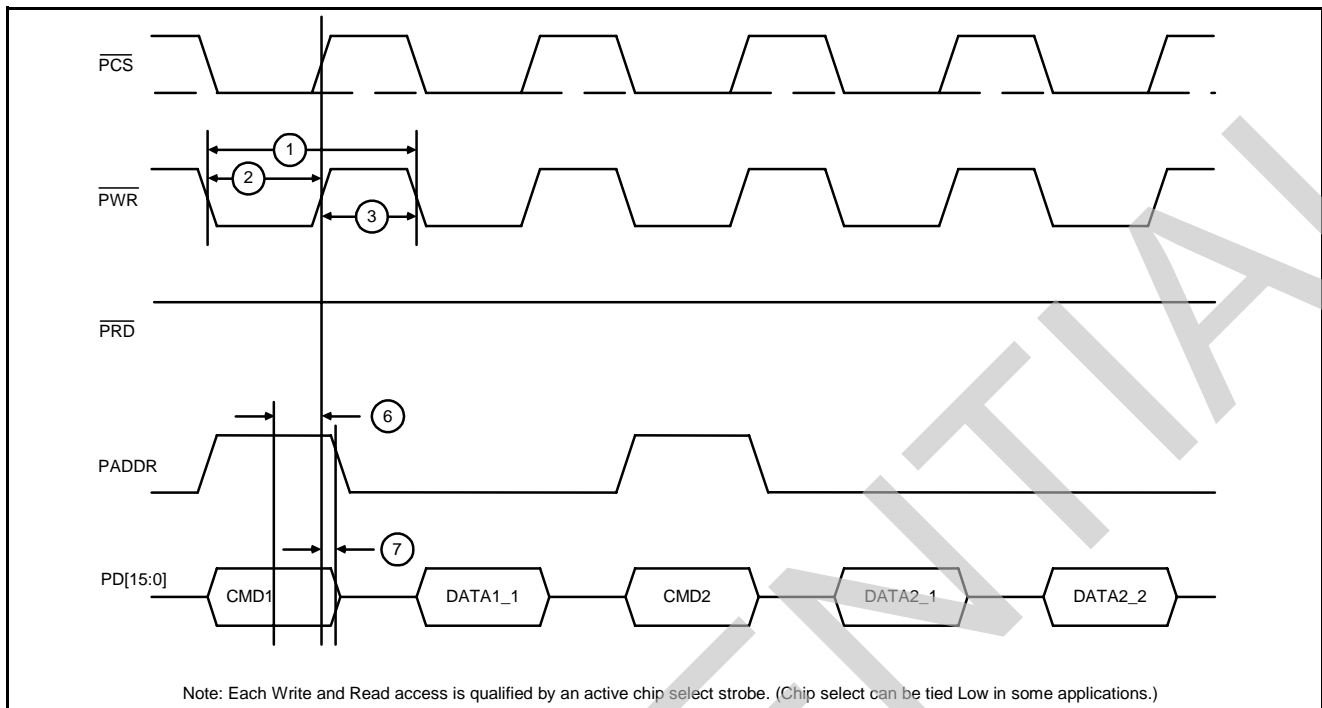 PCS
1
2
PWR
3
PRD
6
PADDR
7
PD[15:0]
CMD1 DATA1_1 CMD2 DATA2_1 DATA2_2
Note: Each Write and Read access is qualified by an active chip select strobe. (Chip select can be tied Low in some applications.)
ENTIAL